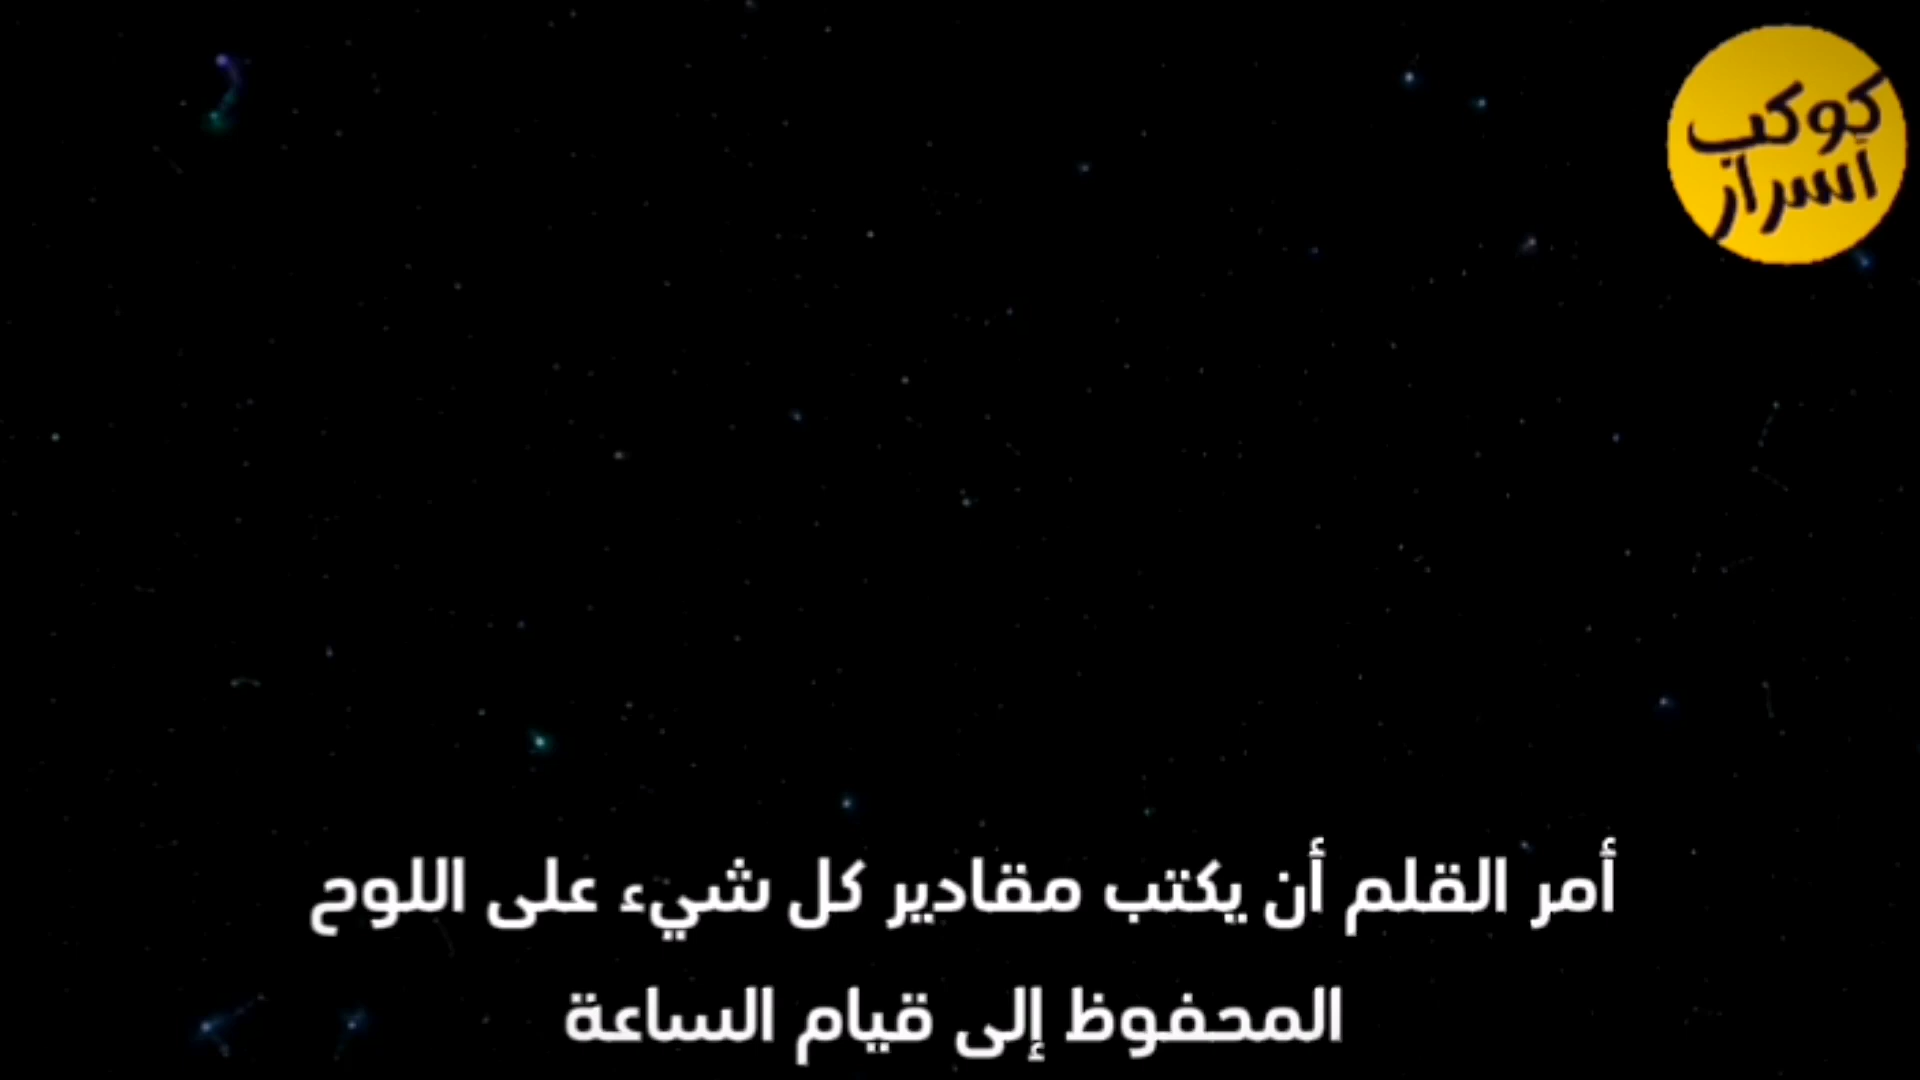 كوكب
أسرار
أمر القلم أن يكتب مقادير كل شيء على اللوح
المحفوظ إلى قيام الساعة